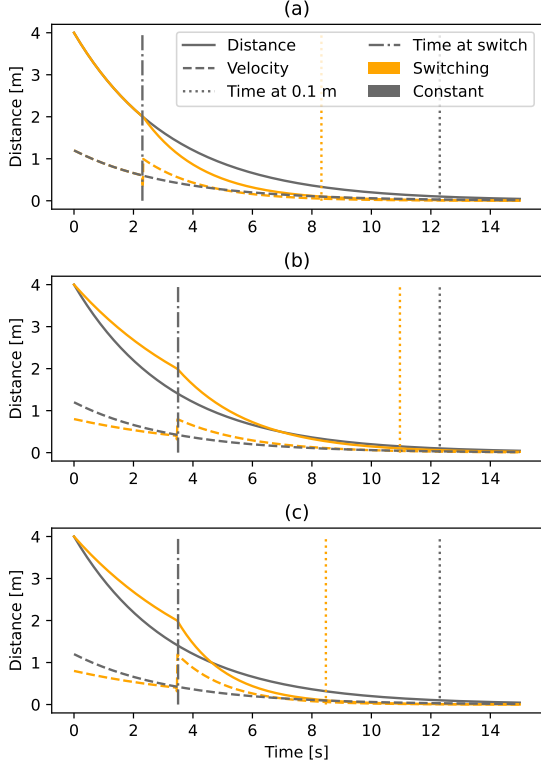 (a)
Distance [m]
4
3
2
1
0
Distance
Velocity
Time at 0.1 m
Time at switch
Switching
Constant
0 2 4 6 8 10 12 14
(b)
Distance [m]
4
3
2
1
0
0 2 4 6 8 10 12 14
(c)
Distance [m]
4
3
2
1
0
0 2 4 6 8 10 12 14
Time [s]